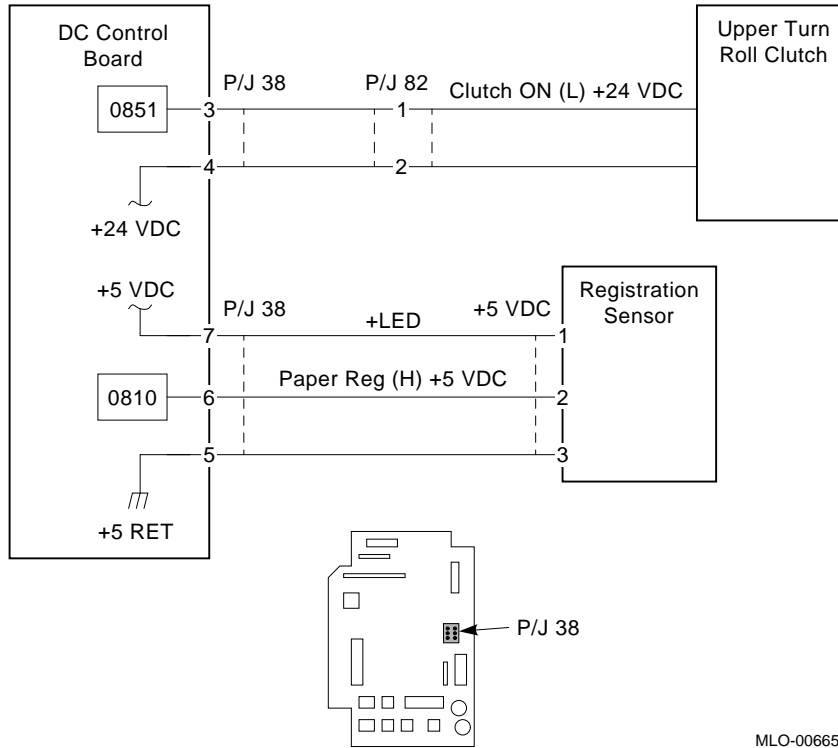 DC Control
Board
Upper Turn
Roll Clutch
P/J 38
P/J 82
Clutch ON (L) +24 VDC
0851
3
1
4
2
+24 VDC
+5 VDC
P/J 38
+LED
+5 VDC
Registration
Sensor
7
1
Paper Reg (H) +5 VDC
0810
6
2
5
3
+5 RET
P/J 38
MLO-00665